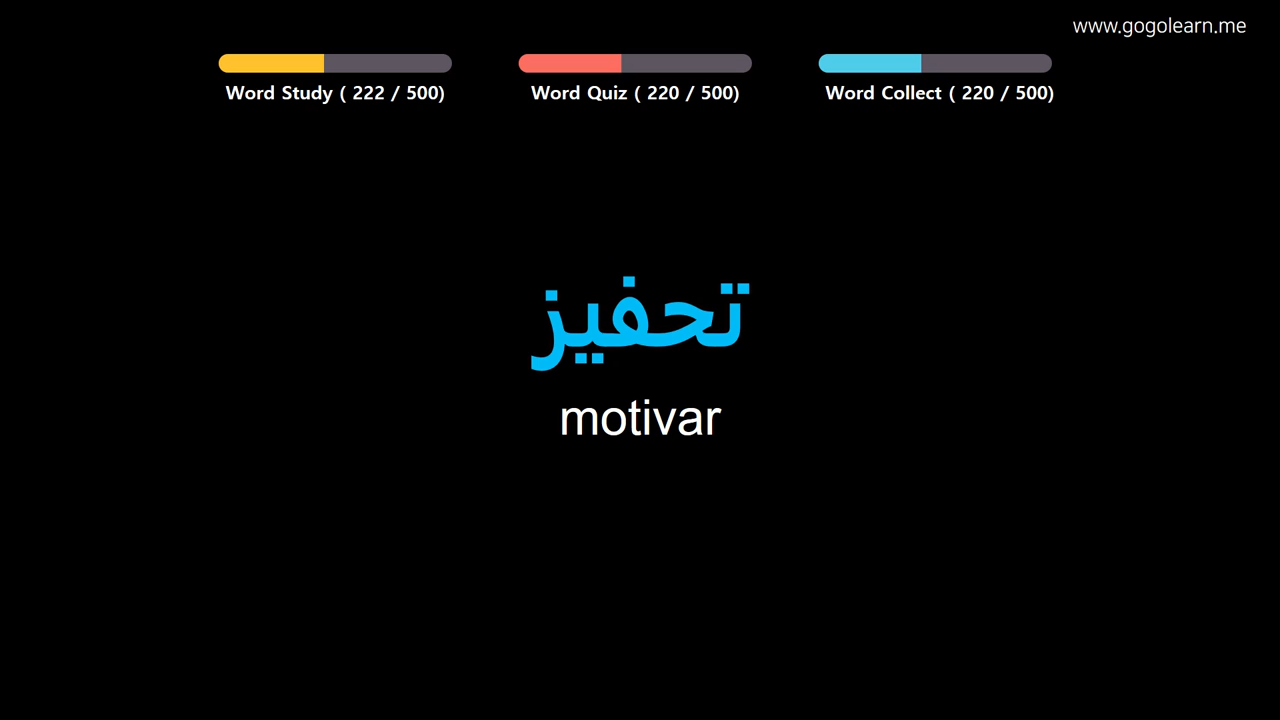 www.gogolearn.me
Word Study ( 222 / 500)
Word Quiz ( 220 / 500)
Word Collect ( 220 / 500)
تحفيز
motivar